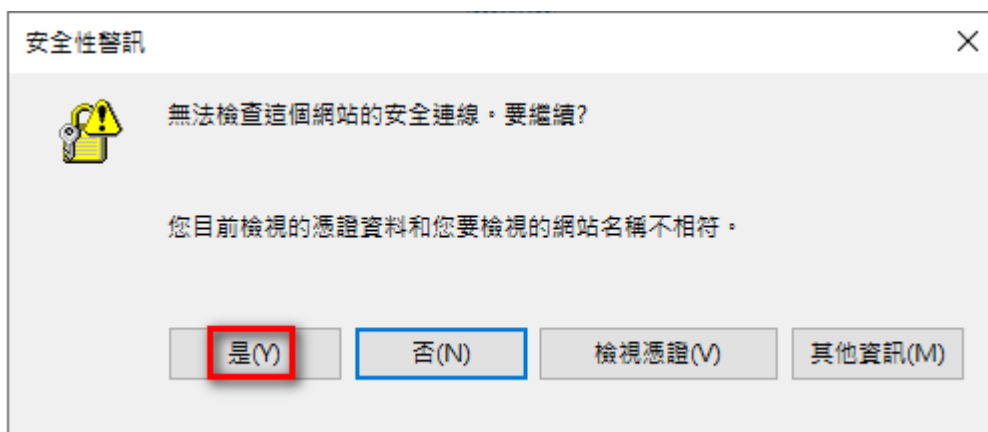 安全性警訊
無法檢查這個網站的安全連線。要繼續?
您目前檢視的憑證資料和您要檢視的網站名稱不相符。
是(Y) 否(N) 檢視憑證(V) 其他資訊(M)